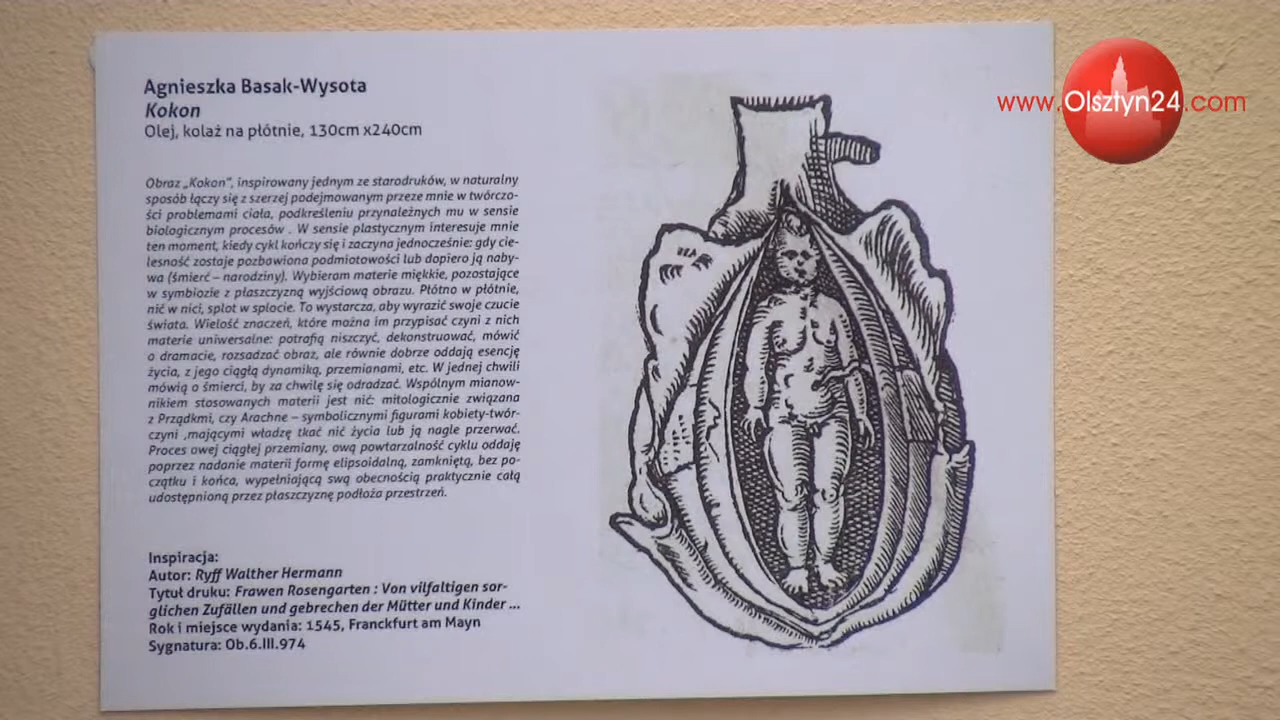 Agnieszka Basak-Wysota
Kokon
Olej, kolaż na płótnie, 130cm x240cm
Obraz „Kokon”, inspirowany jednym ze starodruków, w naturalny
sposób łączy się z szerzej podejmowanym przeze mnie w twórczo-
ści problemami ciała, podkreśleniu przynależnych mu w sensie
biologicznym procesów . W sensie plastycznym interesuje mnie
ten moment, kiedy cykl kończy się i zaczyna jednocześnie: gdy cie-
lesność zostaje pozbawiona podmiotowości lub dopiero ją naby-
wa (śmierć – narodziny). Wybieram materie miękkie, pozostające
w symbiozie z płaszczyzną wyjściową obrazu. Płótno w płótnie,
nić w nici, splot w splocie. To wystarcza, aby wyrazić swoje czucie
świata. Wielość znaczeń, które można im przypisać czyni z nich
materie uniwersalne: potrafią niszczyć, dekonstruować, mówić
o dramacie, rozsadzać obraz, ale równie dobrze oddają esencję
życia, z jego ciągłą dynamiką, przemianami, etc. W jednej chwili
mówią o śmierci, by za chwilę się odradzać. Wspólnym mianow-
nikiem stosowanych materii jest nić: mitologicznie związana
z Prządkmi, czy Arachne – symbolicznymi figurami kobiety-twór-
czyni ,mającymi władzę tkać nić życia lub ją nagle przerwać.
Proces owej ciągłej przemiany, ową powtarzalność cyklu oddaję
poprzez nadanie materii formę elipsoidalną, zamkniętą, bez po-
czątku i końca, wypełniającą swą obecnością praktycznie całą
udostępnioną przez płaszczyznę podłoża przestrzeń.
Inspiracja:
Autor: Ryff Walther Hermann
Tytuł druku: Frawen Rosengarten : Von vilfaltigen sor-
glichen Zufällen und gebrechen der Mütter und Kinder ...
Rok i miejsce wydania: 1545, Franckfurt am Mayn
Sygnatura: Ob.6.III.974
www.Olsztyn24.com